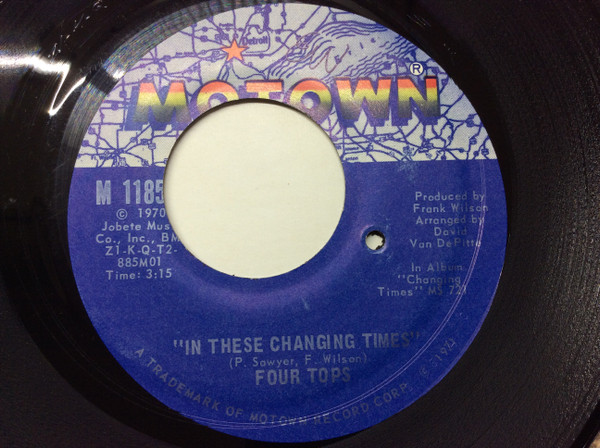 Detroit
MOTOWN®
M 1185
© 1970
Jobete Mus
Co., Inc., BM
Z1-K-Q-T2-
885M01
Time: 3:15
Produced by
Frank Wilson
Arranged by
David
Van DePitte
In Album
"Changing
Times" MS 721
"IN THESE CHANGING TIMES"
(P. Sawyer, F. Wilson)
FOUR TOPS
A TRADEMARK OF MOTOWN RECORD CORP.